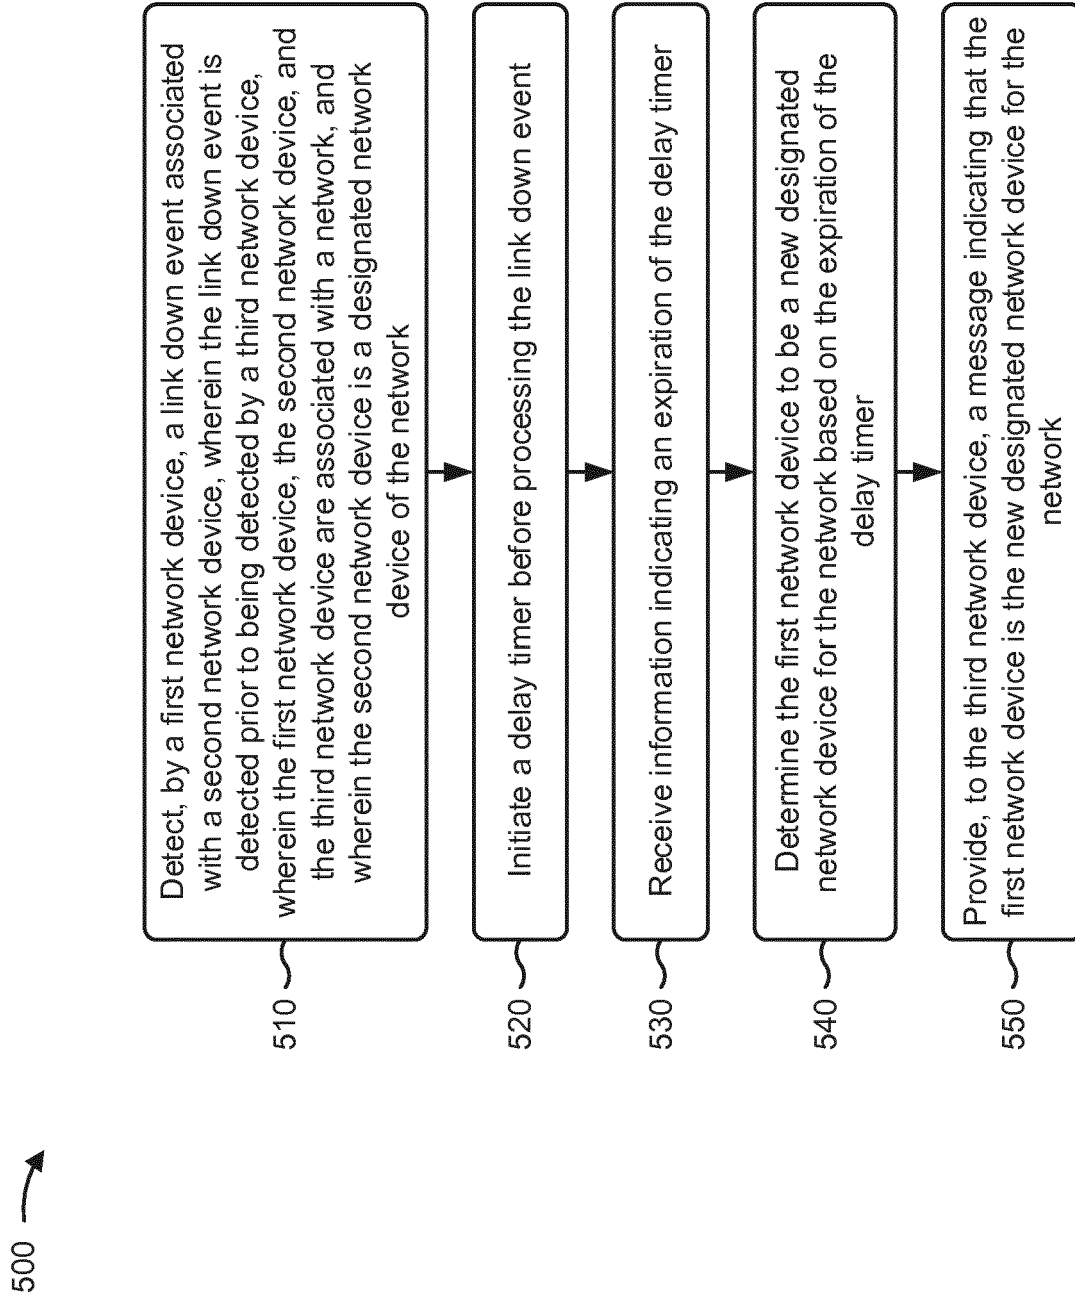 500
510
Detect, by a first network device, a link down event associated
with a second network device, wherein the link down event is
detected prior to being detected by a third network device,
wherein the first network device, the second network device, and
the third network device are associated with a network, and
wherein the second network device is a designated network
device of the network
520
Initiate a delay timer before processing the link down event
530
Receive information indicating an expiration of the delay timer
540
Determine the first network device to be a new designated
network device for the network based on the expiration of the
delay timer
550
Provide, to the third network device, a message indicating that the
first network device is the new designated network device for the
network